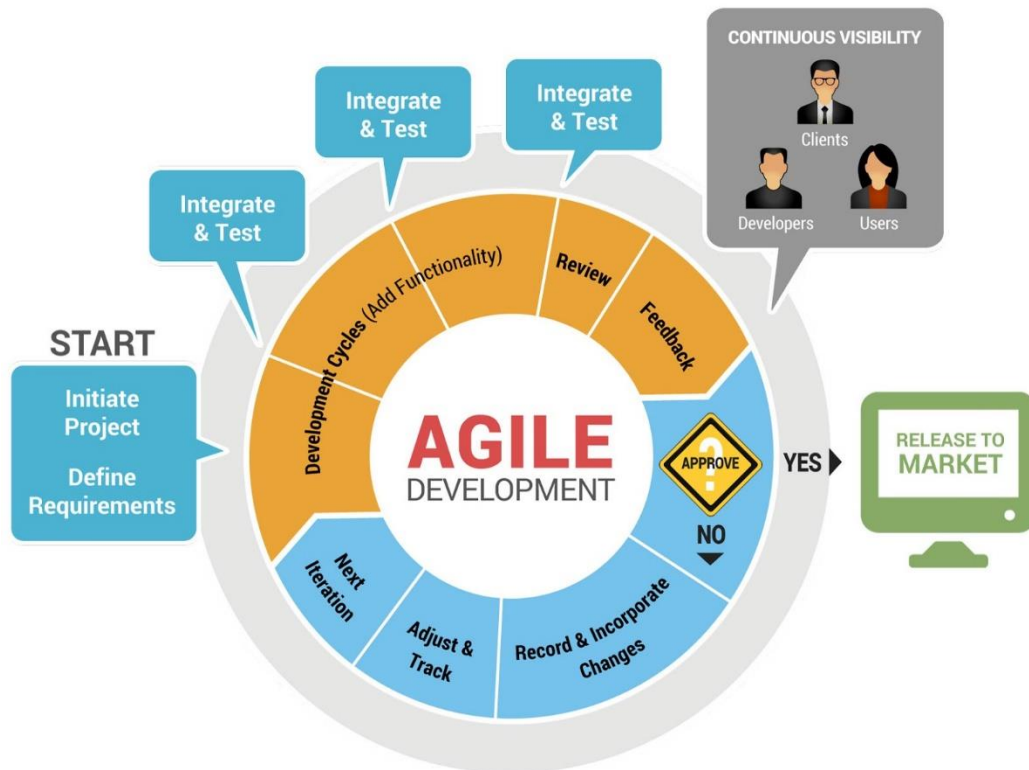 CONTINUOUS VISIBILITY
Clients
Developers
Users
Integrate
& Test
Integrate
& Test
Integrate
& Test
START
Initiate
Project
Define
Requirements
Development Cycles (Add Functionality)
Review
Feedback
AGILE
DEVELOPMENT
?
APPROVE
YES
NO
RELEASE TO
MARKET
Record & Incorporate
Changes
Adjust &
Track
Next
Iteration